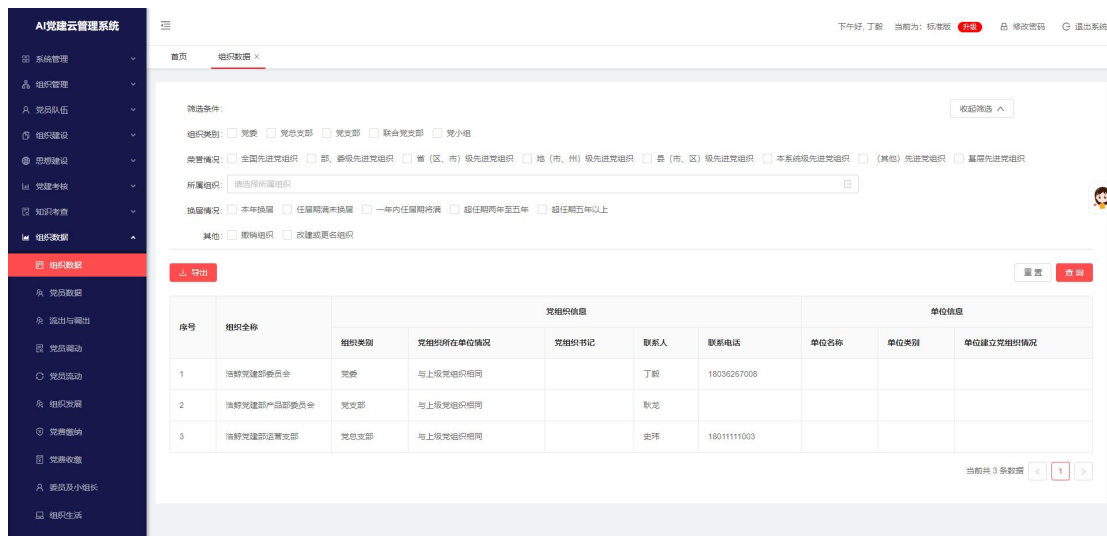 AI党建云管理系统
下午好, 丁毅 当前为: 标准版 升级 修改密码 退出系统
首页 组织数据 ×
系统管理
组织管理
党员队伍
组织建设
思想建设
党建考核
知识考查
组织数据
组织数据
党员数据
流出与调出
党员调动
党员流动
组织发展
党费缴纳
党费收缴
委员及小组长
组织生活
筛选条件:
收起筛选
组织类别: 党委 党总支部 党支部 联合党支部 党小组
荣誉情况: 全国先进党组织 部、委级先进党组织 省（区、市）级先进党组织 地（市、州）级先进党组织 县（市、区）级先进党组织 本系统级先进党组织 （其他）先进党组织 基层先进党组织
所属组织: 请选择所属组织
换届情况: 本年换届 任届期满未换届 一年内任届期将满 超任期两年至五年 超任期五年以上
其他: 撤销组织 改建或更名组织
导出
重置 查询
序号 组织全称 党组织信息 单位信息
组织类别 党组织所在单位情况 党组织书记 联系人 联系电话 单位名称 单位类别 单位建立党组织情况
1 浩鲸党建部委员会 党委 与上级党组织相同 丁毅 18036267008
2 浩鲸党建部产品部委员会 党支部 与上级党组织相同 耿龙
3 浩鲸党建部运营支部 党总支部 与上级党组织相同 史玮 18011111003
当前共 3 条数据 < 1 >